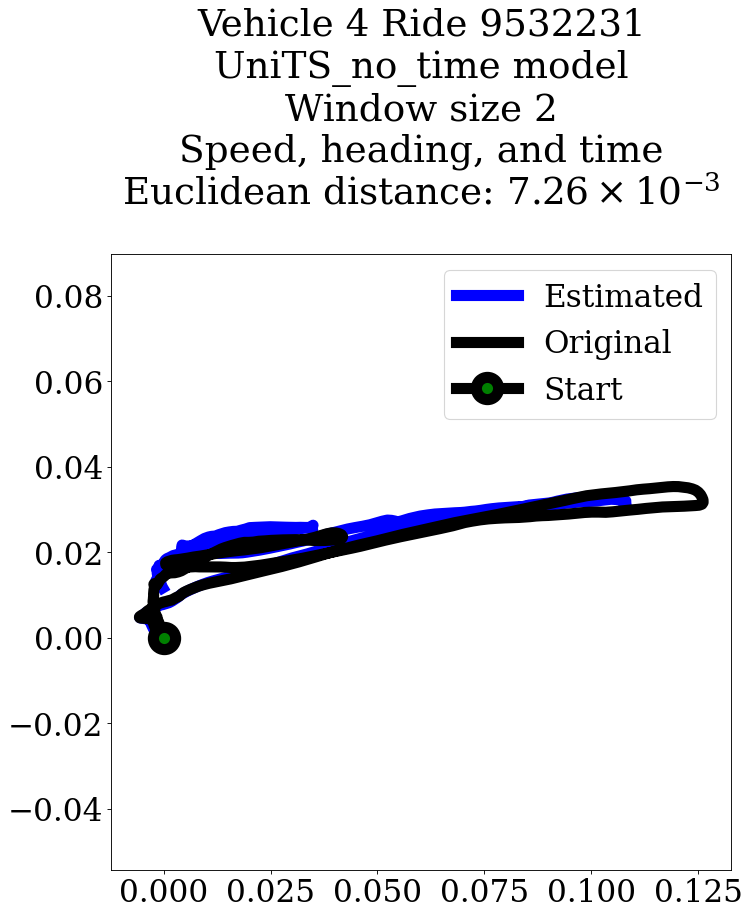 Vehicle 4 Ride 9532231
UniTS_no_time model
Window size 2
Speed, heading, and time
Euclidean distance: 7.26 × 10⁻³
Estimated
Original
Start
0.08
0.06
0.04
0.02
0.00
−0.02
−0.04
0.000 0.025 0.050 0.075 0.100 0.125